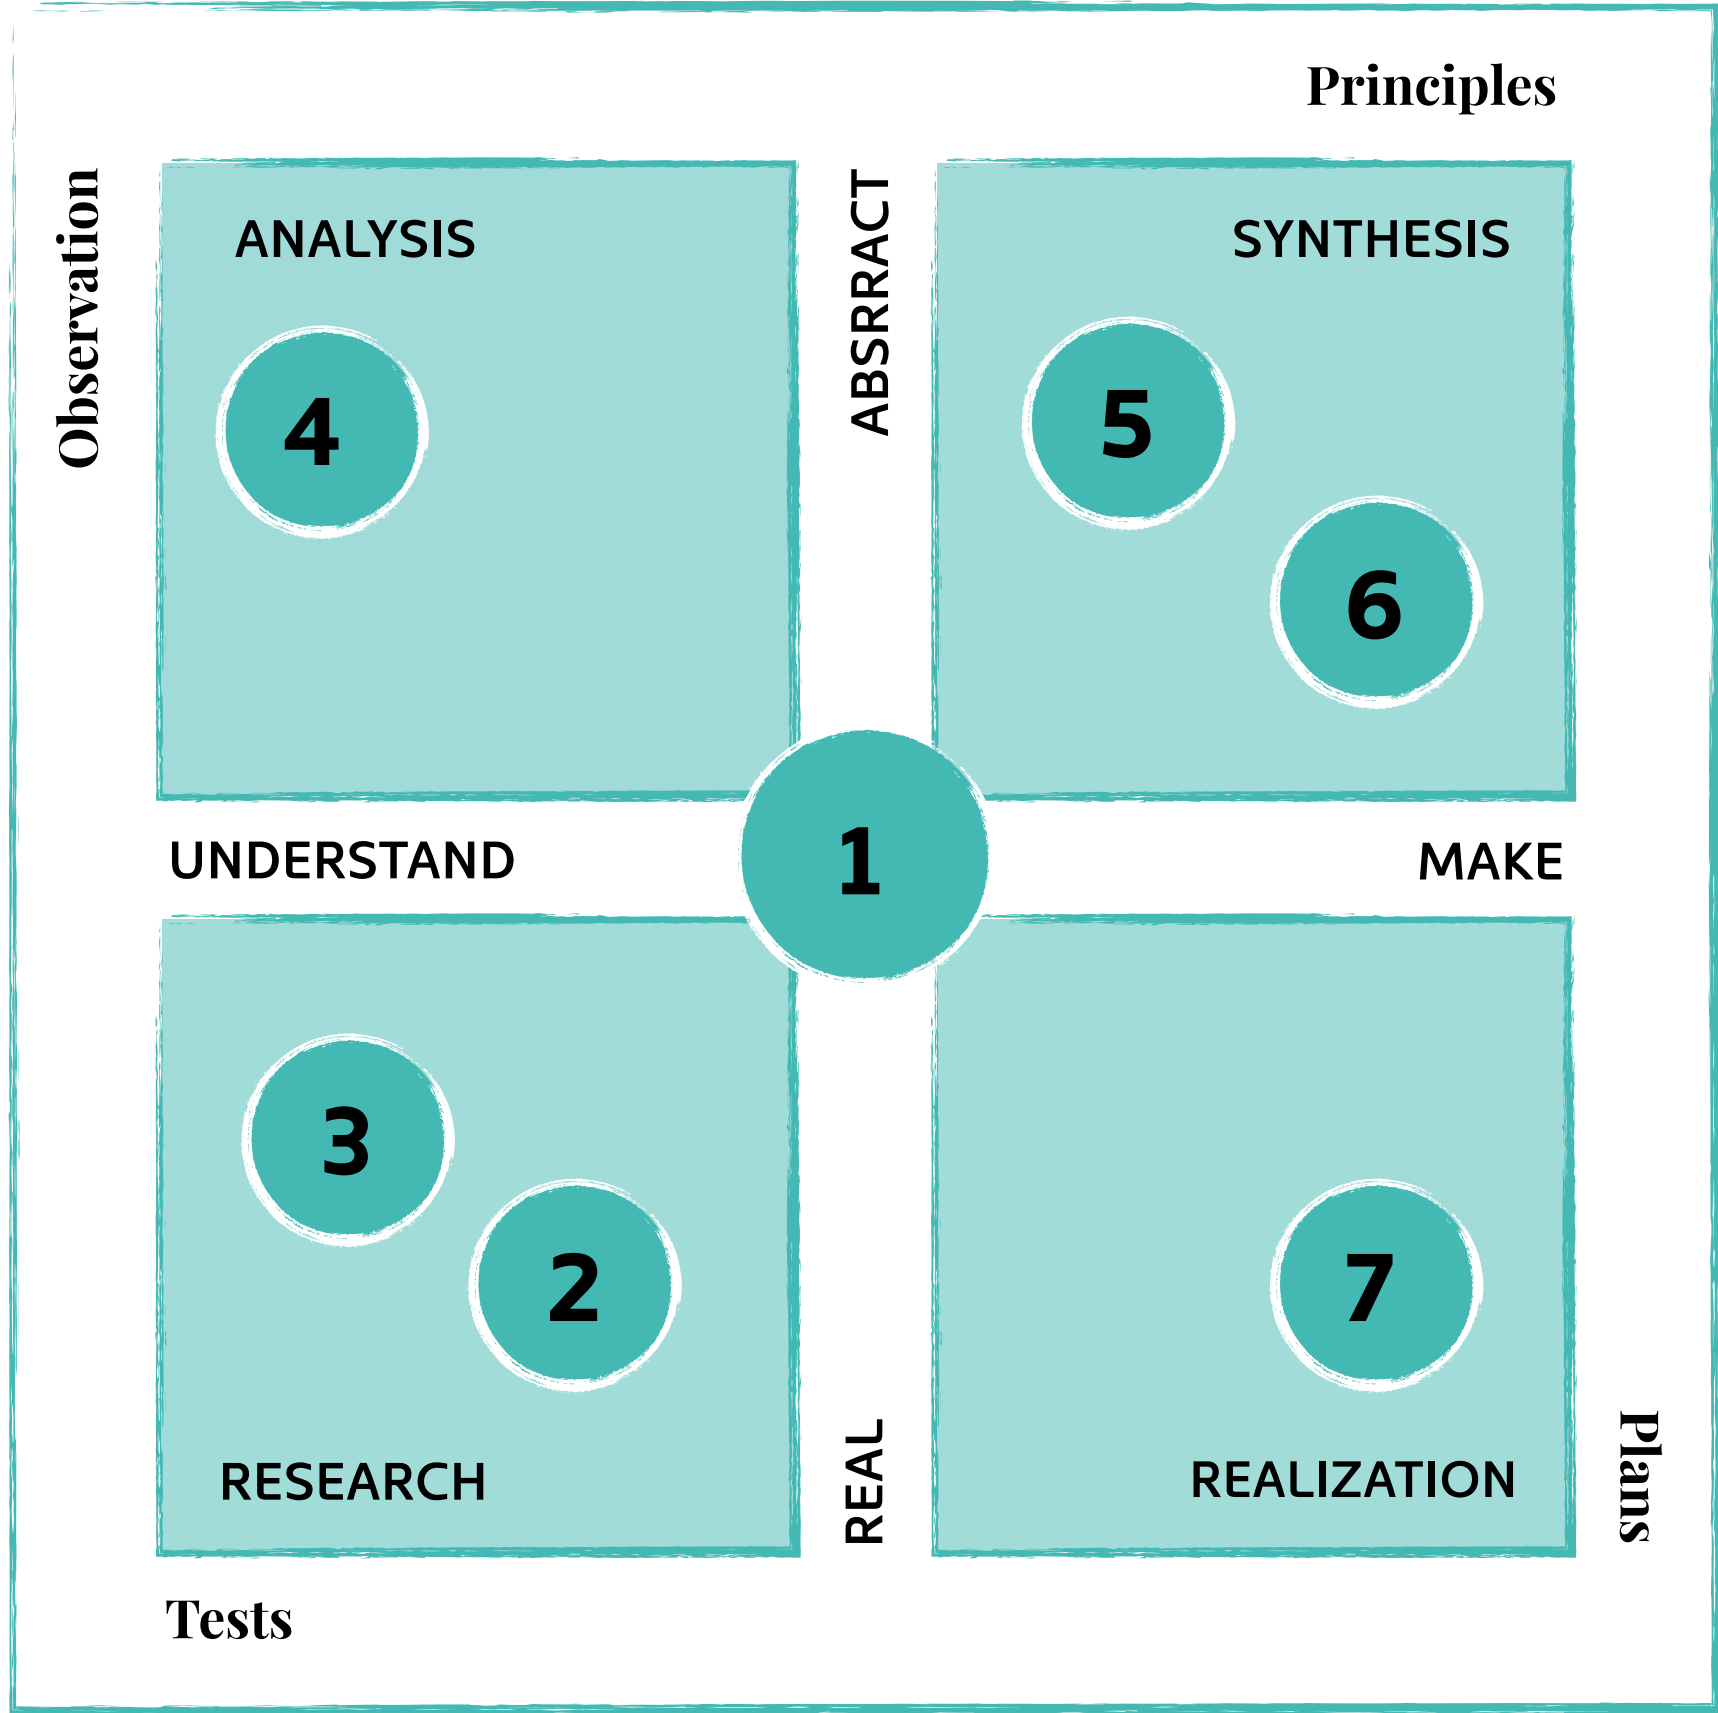 Principles
Observation
ANALYSIS
ABSRRACT
SYNTHESIS
4
5
6
UNDERSTAND
1
MAKE
3
2
7
RESEARCH
REAL
REALIZATION
Plans
Tests